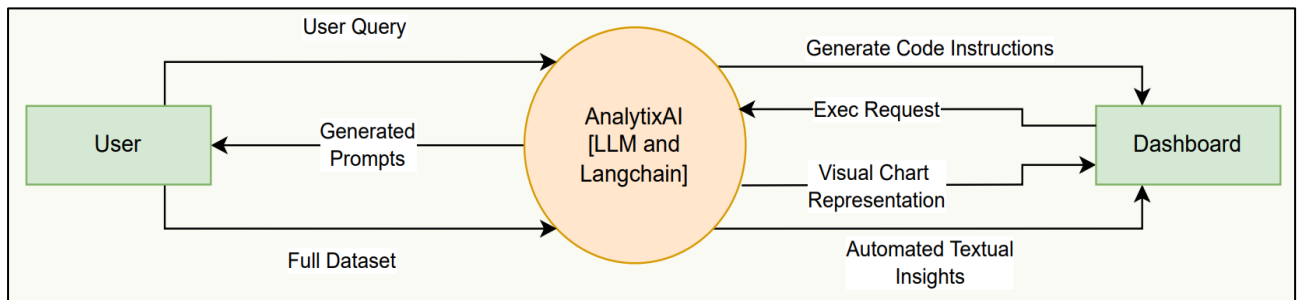 User Query
Generate Code Instructions
Exec Request
User
Generated
Prompts
AnalytixAI
[LLM and
Langchain]
Dashboard
Visual Chart
Representation
Full Dataset
Automated Textual
Insights